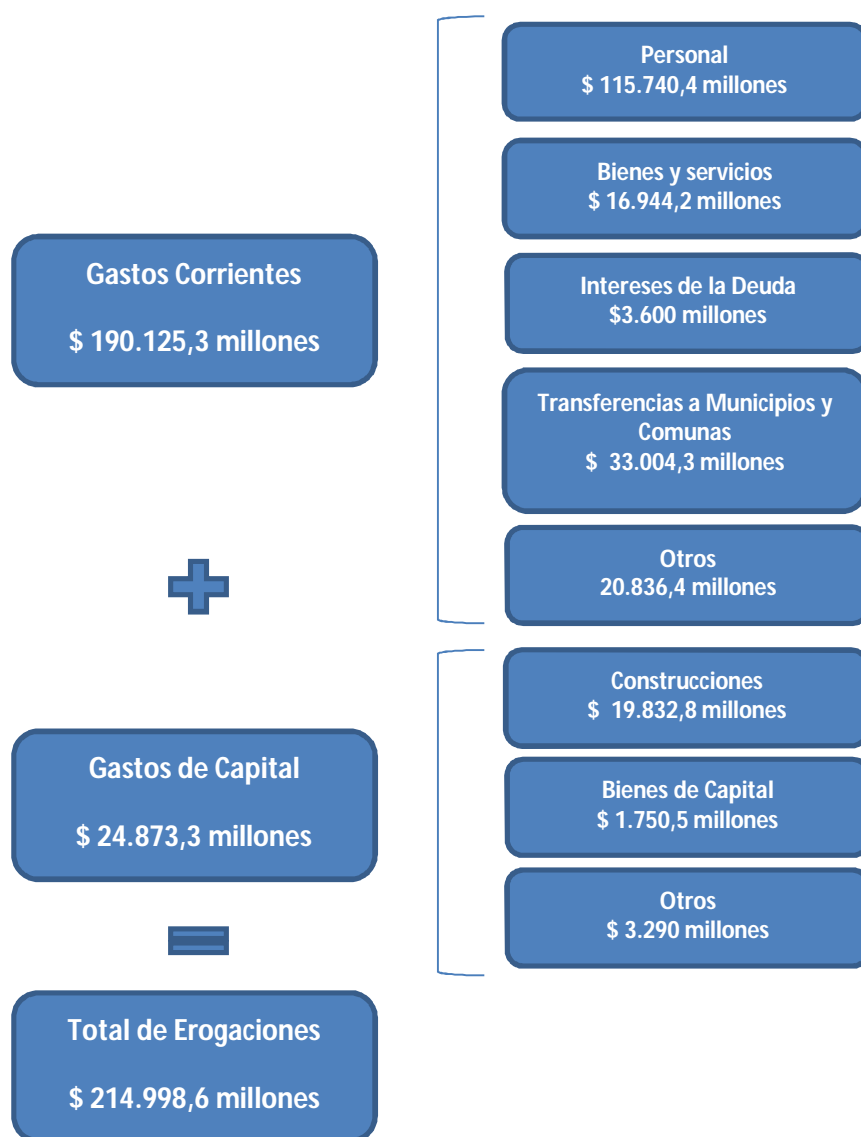 Personal
$ 115.740,4 millones
Bienes y servicios
$ 16.944,2 millones
Gastos Corrientes
$ 190.125,3 millones
Intereses de la Deuda
$3.600 millones
Transferencias a Municipios y
Comunas
$ 33.004,3 millones
Otros
20.836,4 millones
Construcciones
$ 19.832,8 millones
Gastos de Capital
$ 24.873,3 millones
Bienes de Capital
$ 1.750,5 millones
Otros
$ 3.290 millones
Total de Erogaciones
$ 214.998,6 millones